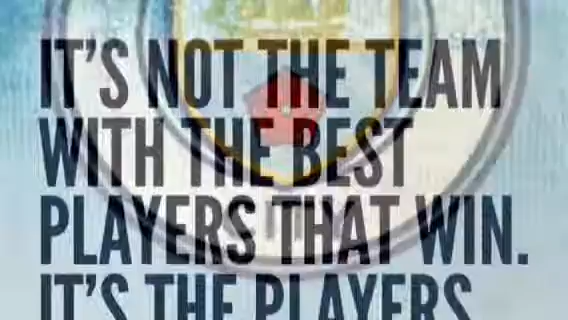 IT'S NOT THE TEAM
WITH THE BEST
PLAYERS THAT WIN.
IT'S THE PLAYERS